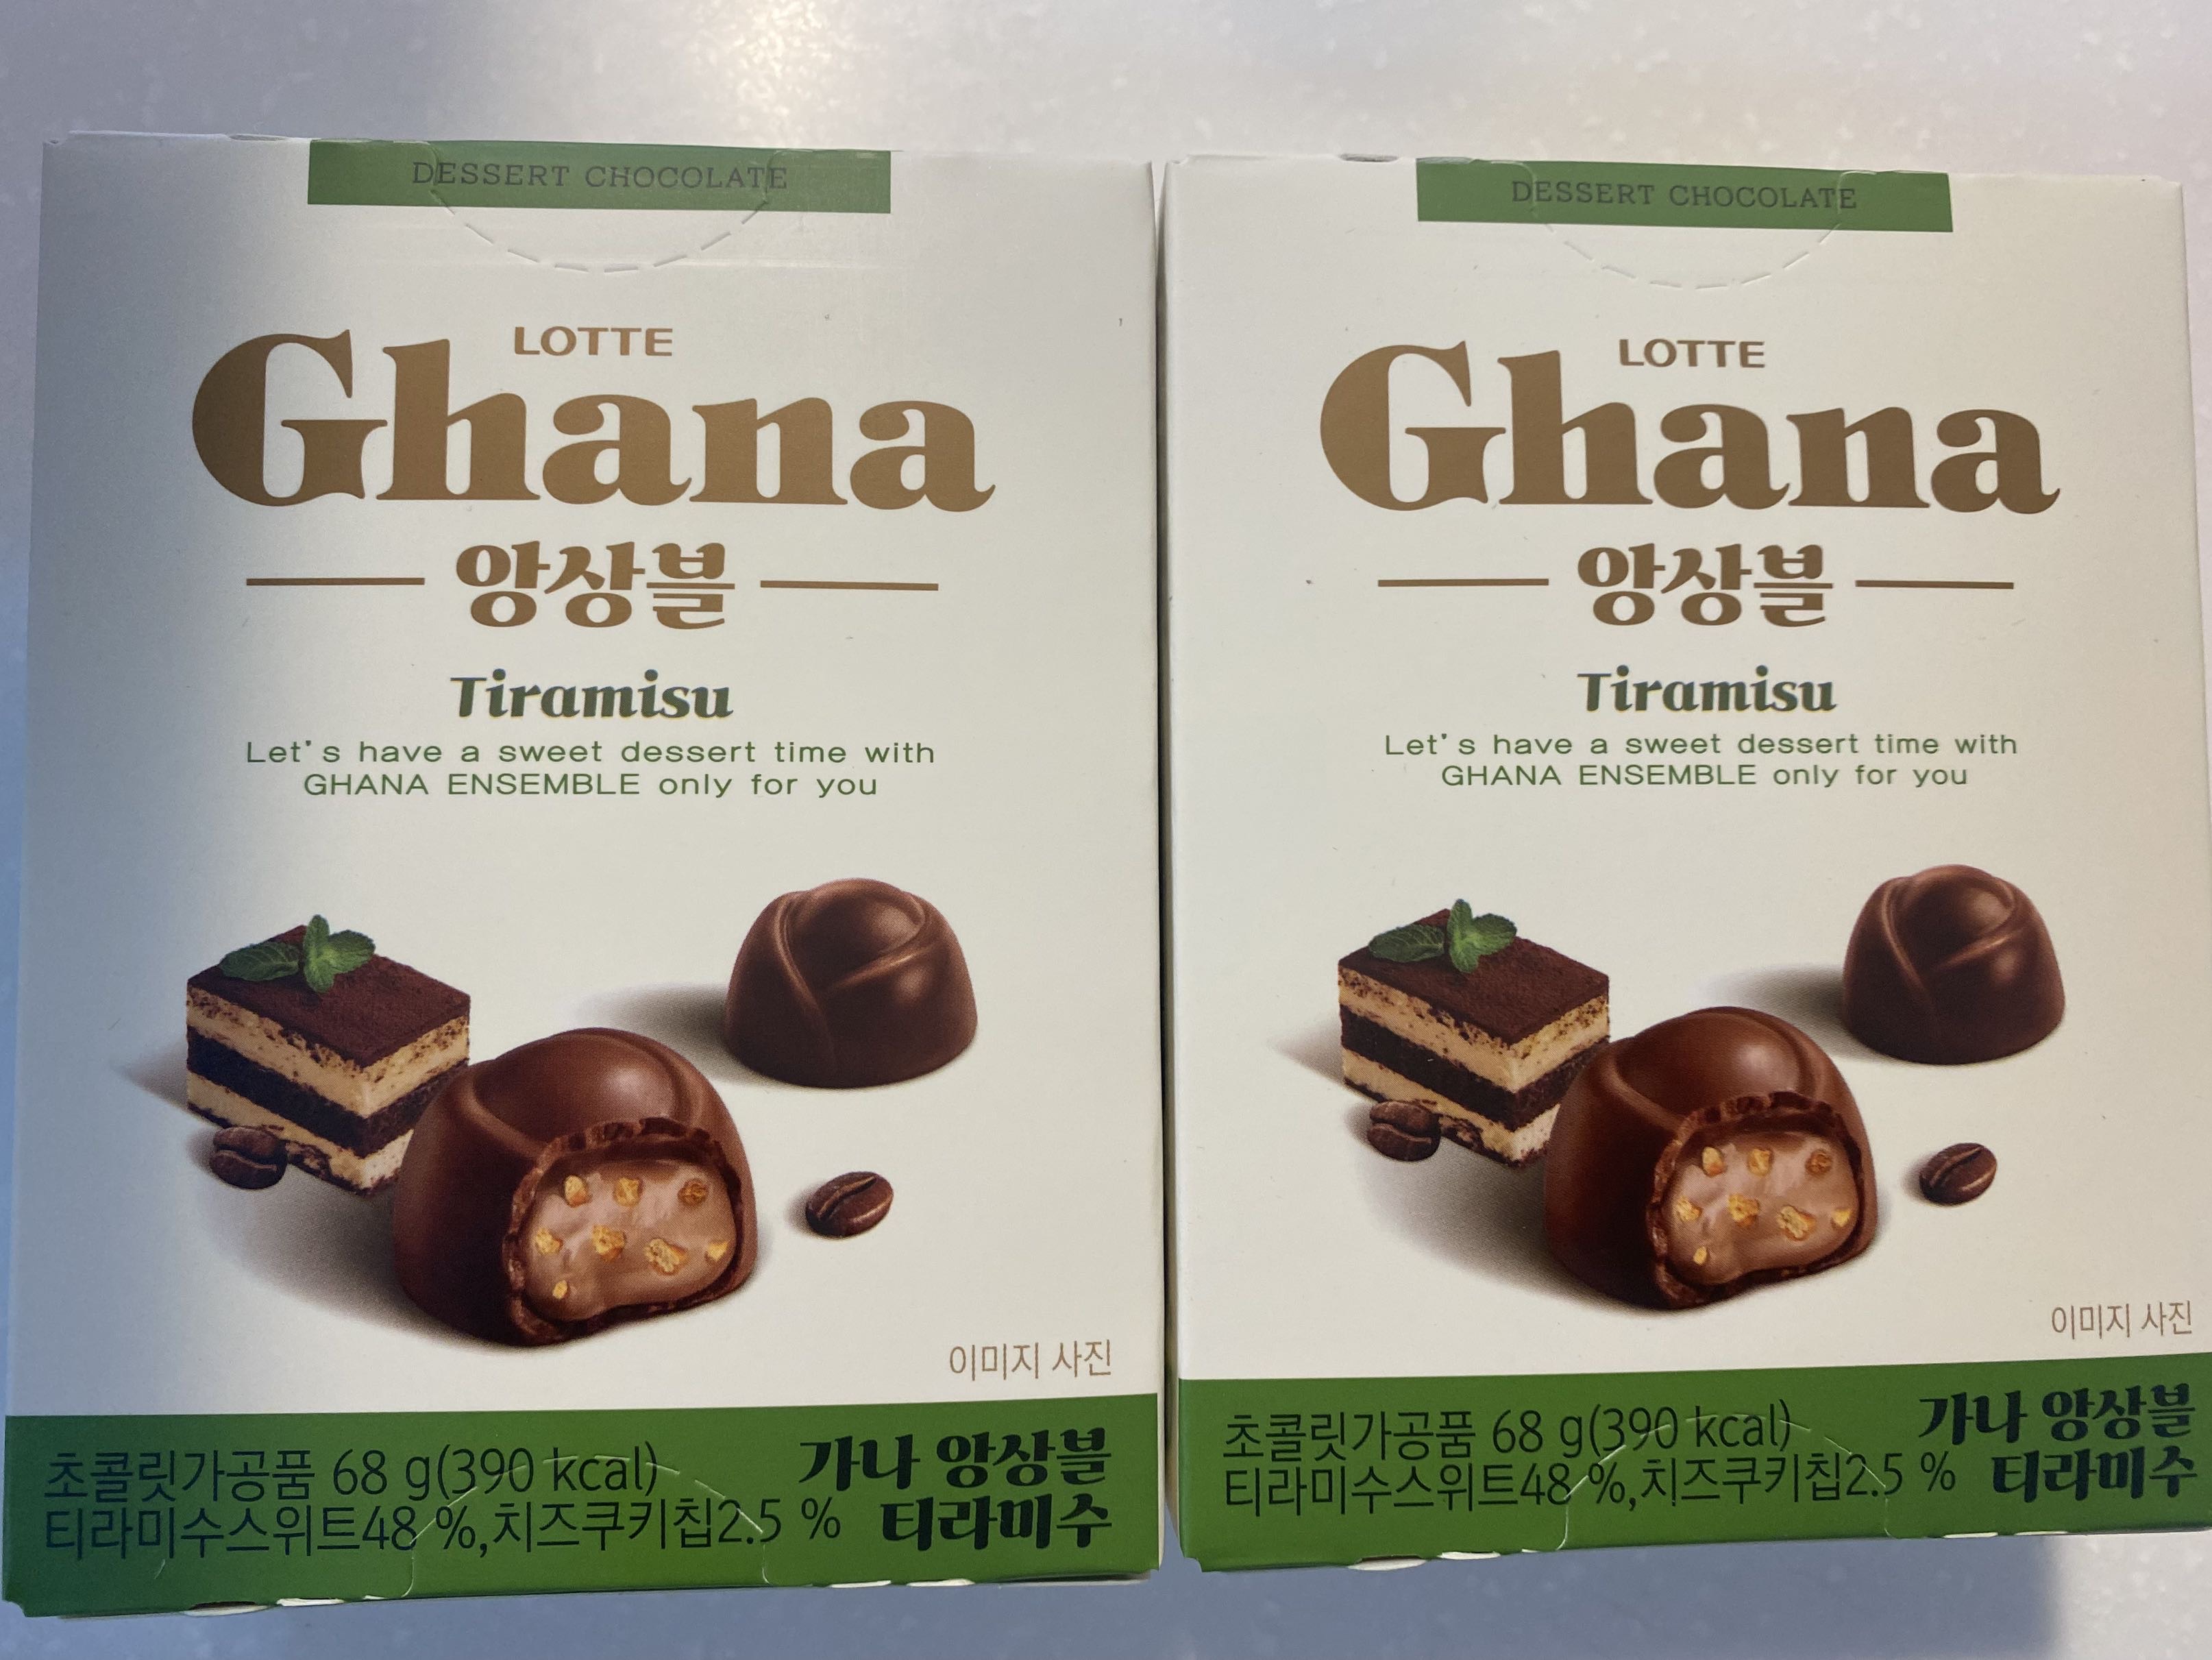 DESSERT CHOCOLATE
LOTTE
Ghana
앙상블
Tiramisu
Let's have a sweet dessert time with
GHANA ENSEMBLE only for you
이미지 사진
초콜릿가공품 68 g(390 kcal)
티라미수스위트48 %,치즈쿠키칩2.5 %
가나 앙상블
티라미수
DESSERT CHOCOLATE
LOTTE
Ghana
앙상블
Tiramisu
Let's have a sweet dessert time with
GHANA ENSEMBLE only for you
이미지 사진
초콜릿가공품 68 g(390 kcal)
티라미수스위트48 %,치즈쿠키칩2.5 %
가나 앙상블
티라미수